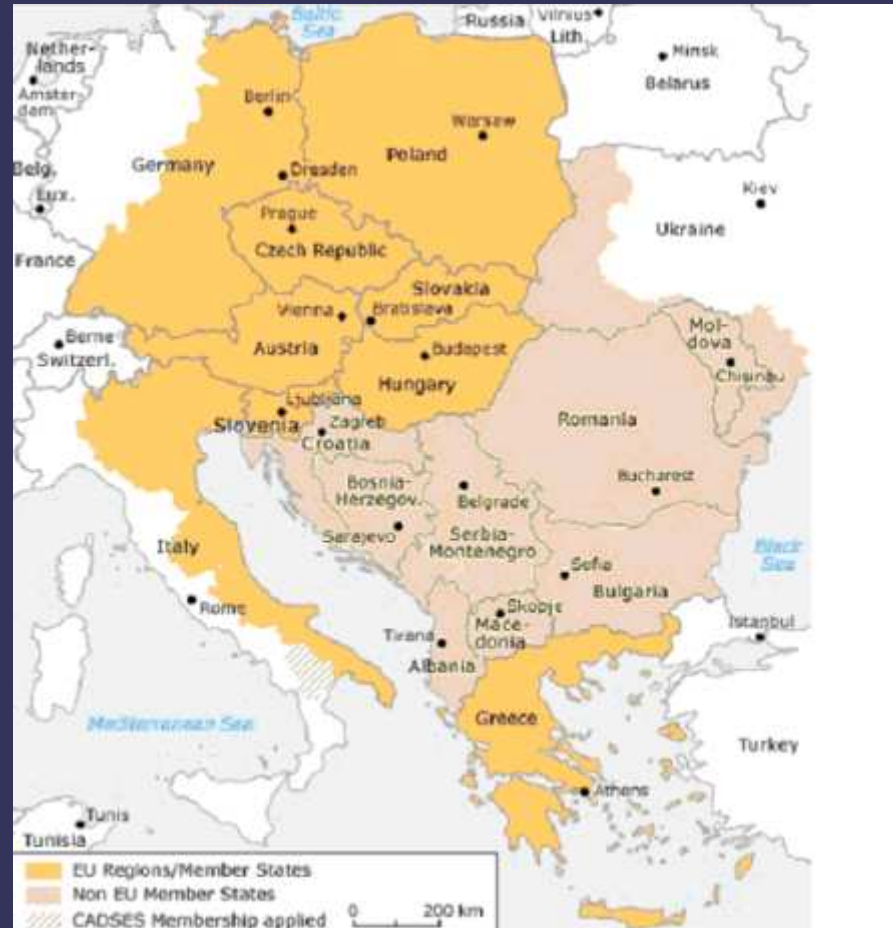 Baltic
Sea
Russia
Vilnius
Lith.
Nether-
lands
Amster-
dam
Minsk
Belarus
Berlin
Warsaw
Poland
Germany
Dresden
Belg.
Lux.
Kiev
Ukraine
Prague
Czech Republic
France
Slovakia
Vienna
Bratislava
Berne
Switzerl.
Austria
Budapest
Hungary
Mol-
dova
Chisinau
Ljubljana
Slovenia
Zagreb
Croatia
Romania
Bosnia-
Herzegov.
Belgrade
Bucharest
Sarajevo
Serbia-
Montenegro
Italy
Sofia
Bulgaria
Black
Sea
Rome
Skopje
Mace-
donia
Istanbul
Tirana
Albania
Mediterranean Sea
Greece
Turkey
Athens
Tunis
Tunisia
EU Regions/Member States
Non EU Member States
CADSES Membership applied
0 200 km